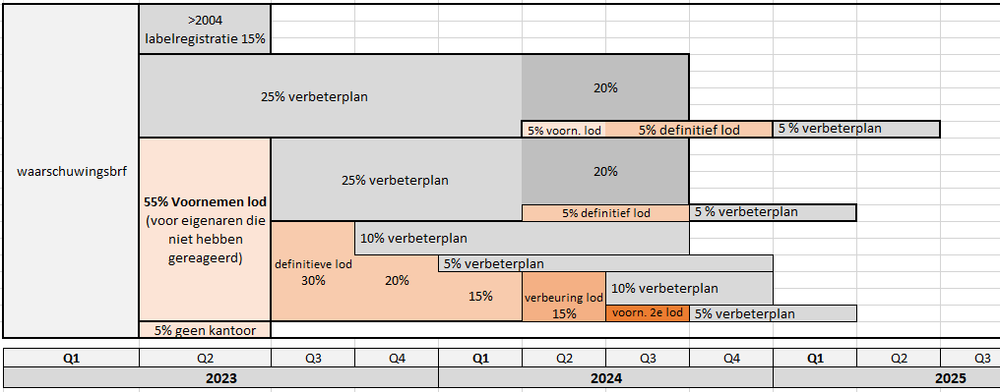 >2004
labelregistratie 15%
25% verbeterplan
20%
5% voorn. lod
5% definitief lod
5 % verbeterplan
waarschuwingsbrf
55% Voornemen lod
(voor eigenaren die
niet hebben
gereageerd)
25% verbeterplan
20%
5% definitief lod
5 % verbeterplan
10% verbeterplan
definitieve lod
30%
20%
5% verbeterplan
15%
verbeuring lod
15%
10% verbeterplan
voorn. 2e lod
5% verbeterplan
5% geen kantoor
Q1 Q2 Q3 Q4 Q1 Q2 Q3 Q4 Q1 Q2 Q3
2023 2024 2025